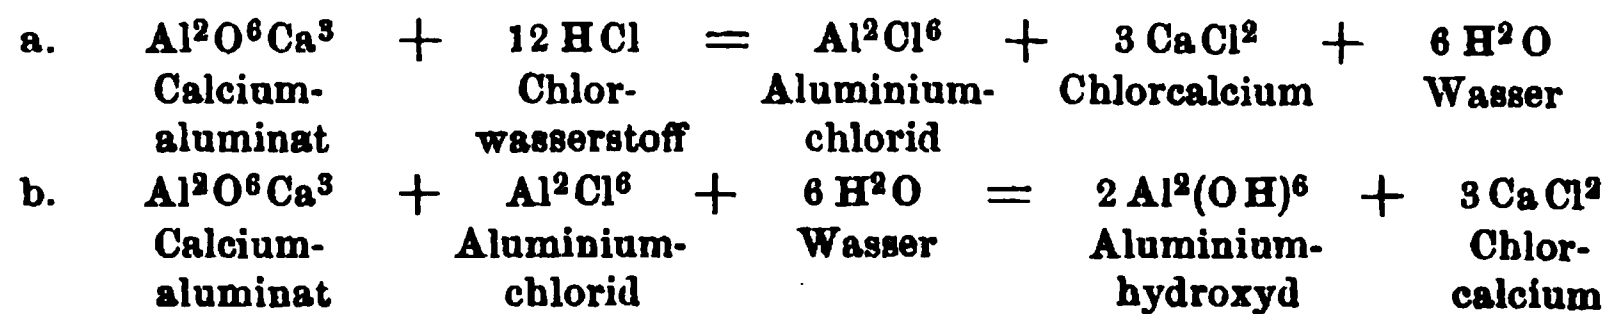 a. Al²O⁶Ca³ + 12 HCl = Al²Cl⁶ + 3 CaCl² + 6 H²O
Calcium- Chlor- Aluminium- Chlorcalcium Wasser
aluminat wasserstoff chlorid
b. Al²O⁶Ca³ + Al²Cl⁶ + 6 H²O = 2 Al²(OH)⁶ + 3 CaCl²
Calcium- Aluminium- Wasser Aluminium- Chlor-
aluminat chlorid hydroxyd calcium